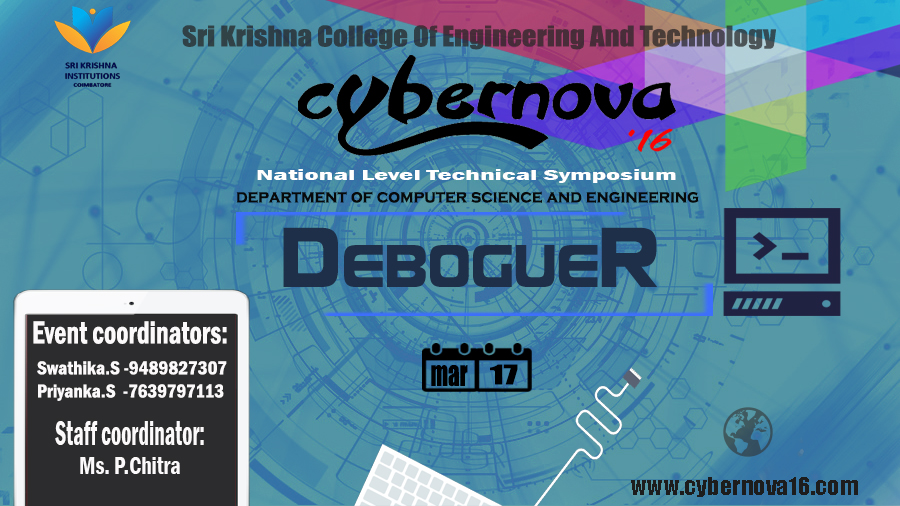 SRI KRISHNA
INSTITUTIONS
COIMBATORE
Sri Krishna College Of Engineering And Technology
cybernova
'16
National Level Technical Symposium
DEPARTMENT OF COMPUTER SCIENCE AND ENGINEERING
DEBOGUER
mar 17
Event coordinators:
Swathika.S -9489827307
Priyanka.S -7639797113
Staff coordinator:
Ms. P.Chitra
www.cybernova16.com